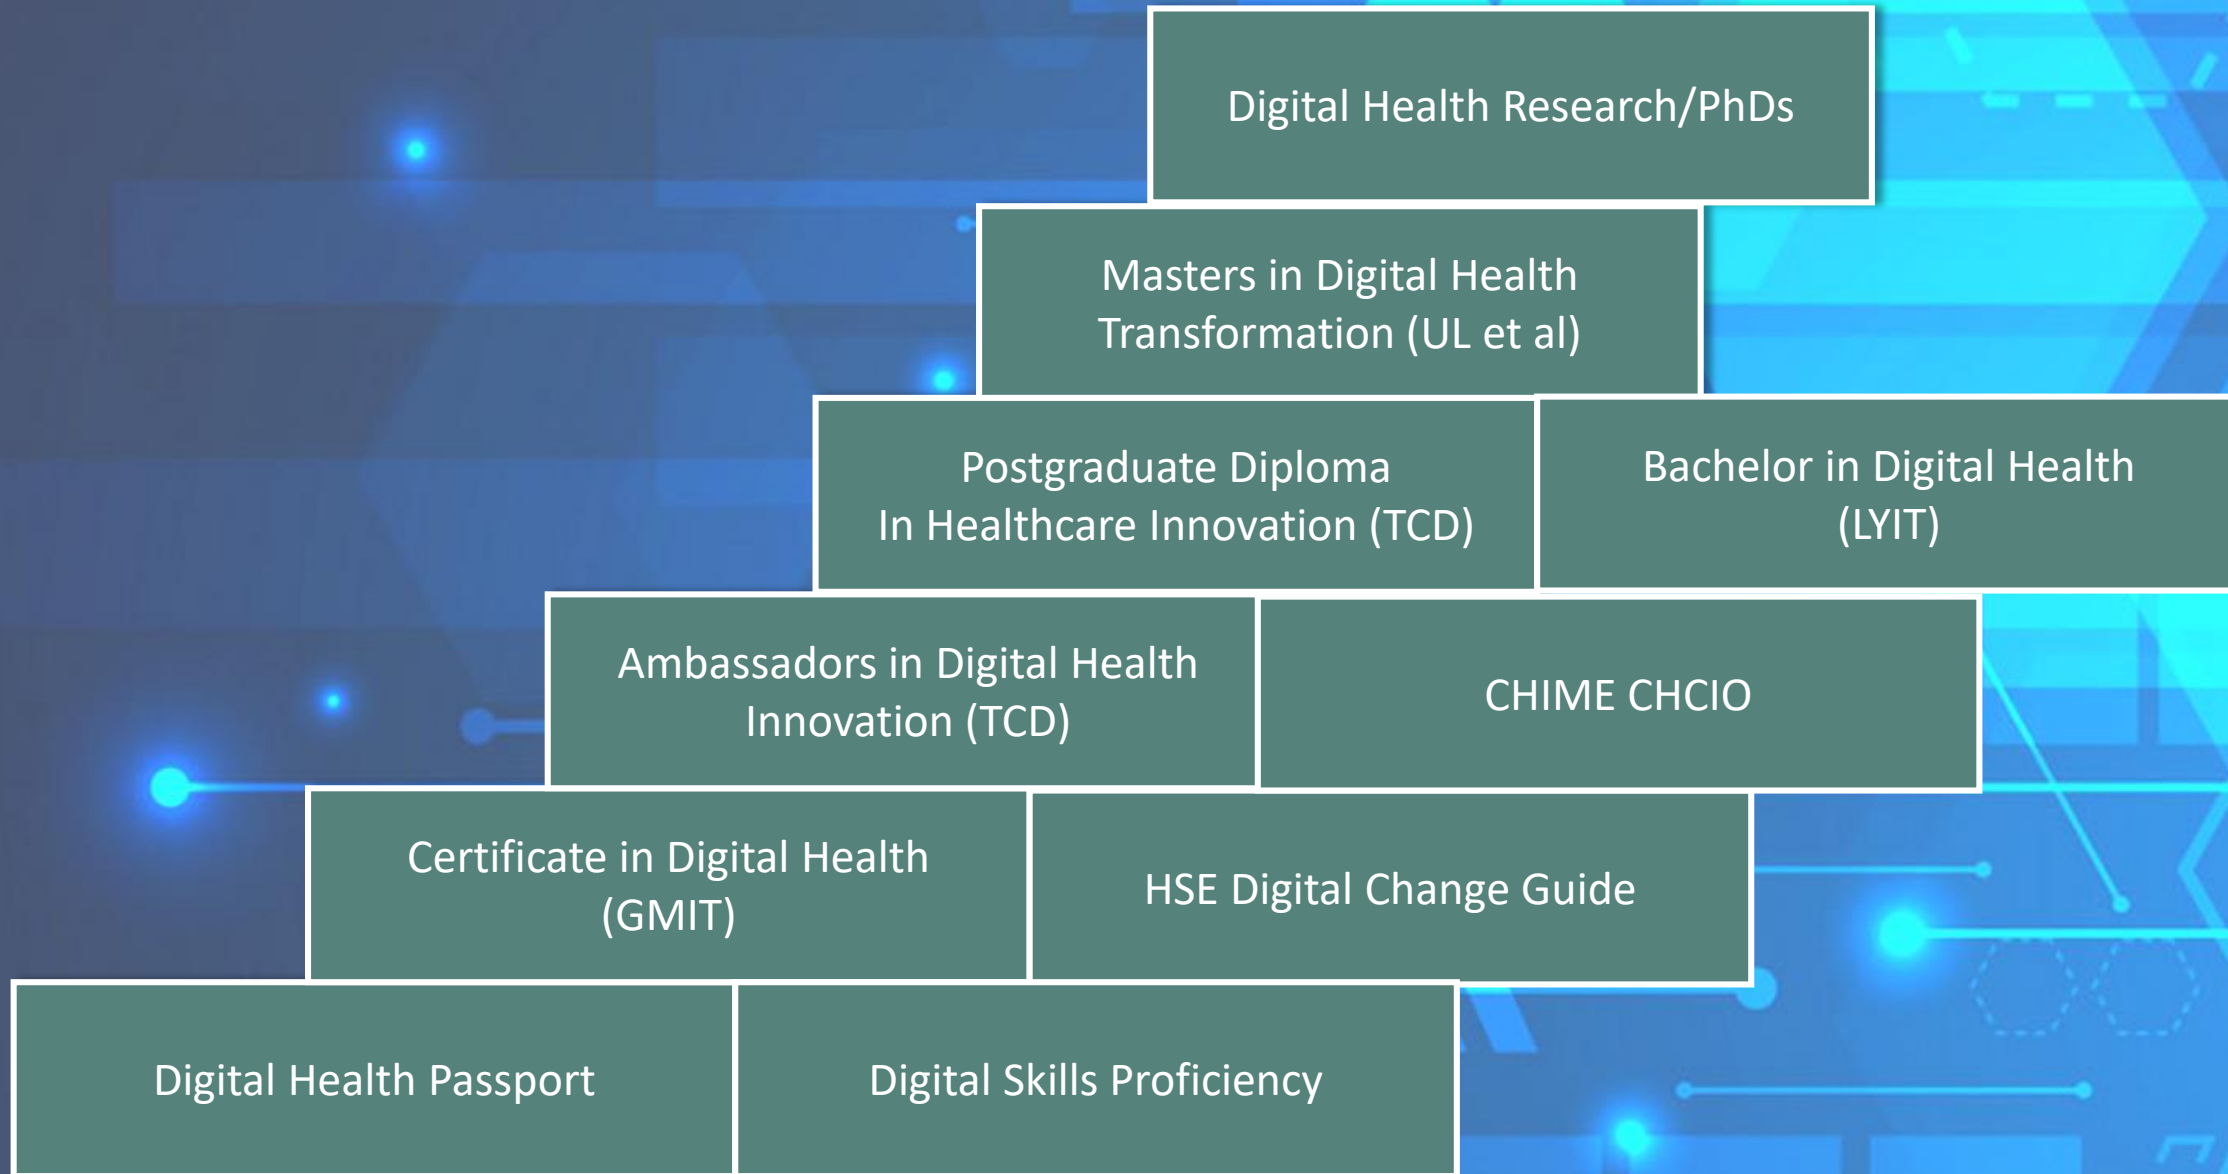 Digital Health Research/PhDs
Masters in Digital Health
Transformation (UL et al)
Postgraduate Diploma
In Healthcare Innovation (TCD)
Bachelor in Digital Health
(LYIT)
Ambassadors in Digital Health
Innovation (TCD)
CHIME CHCIO
Certificate in Digital Health
(GMIT)
HSE Digital Change Guide
Digital Health Passport
Digital Skills Proficiency